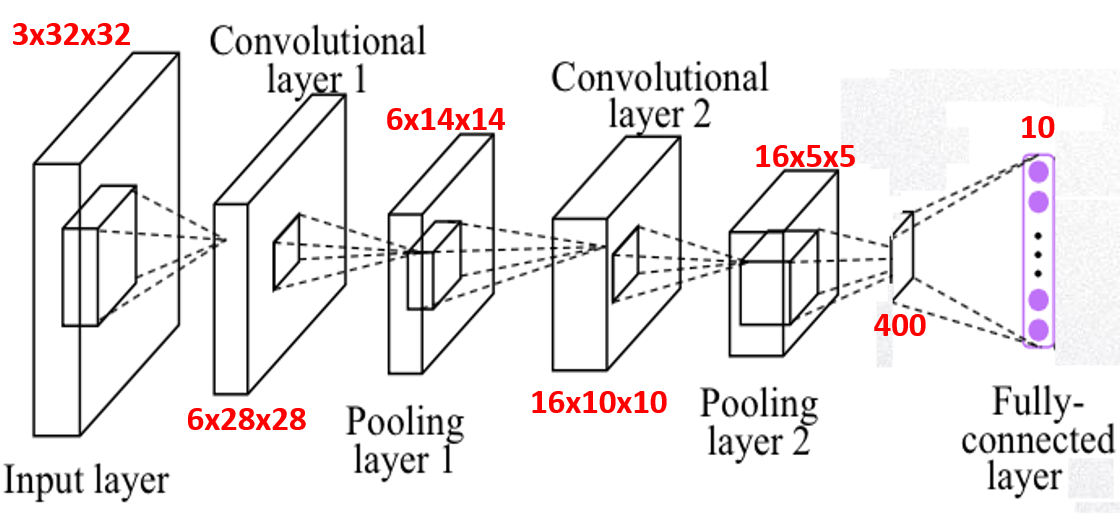 3x32x32
Convolutional
layer 1
6x14x14
Convolutional
layer 2
16x5x5
10
400
6x28x28
16x10x10
Input layer
Pooling
layer 1
Pooling
layer 2
Fully-
connected
layer